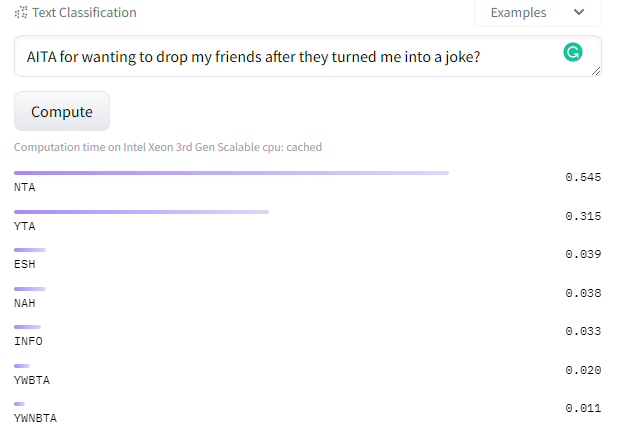 Text Classification
Examples
AITA for wanting to drop my friends after they turned me into a joke?
Compute
Computation time on Intel Xeon 3rd Gen Scalable cpu: cached
0.545
NTA
0.315
YTA
0.039
ESH
0.038
NAH
0.033
INFO
0.020
YWBTA
0.011
YWNBTA